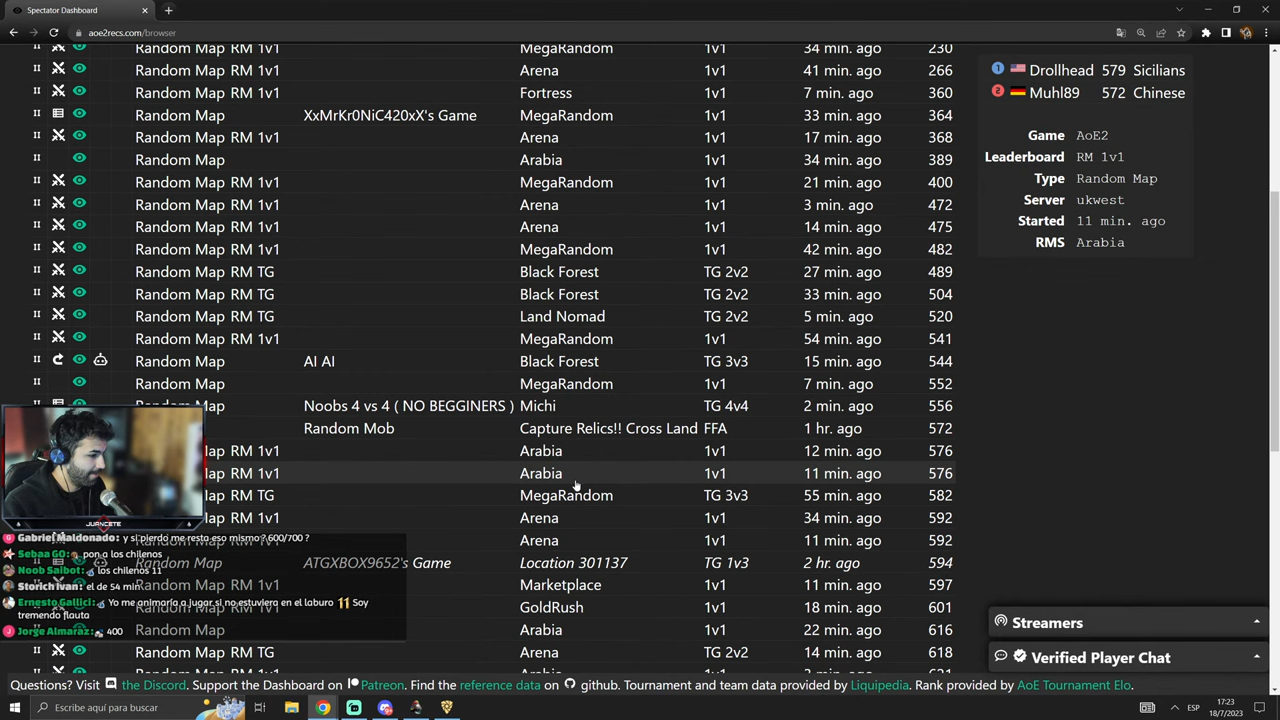 Spectator Dashboard
aoe2recs.com/browser
Random Map RM 1v1 MegaRandom 1v1 34 min. ago 230
Random Map RM 1v1 Arena 1v1 41 min. ago 266
Random Map RM 1v1 Fortress 1v1 7 min. ago 360
Random Map XxMrKr0NiC420xX's Game MegaRandom 1v1 33 min. ago 364
Random Map RM 1v1 Arena 1v1 17 min. ago 368
Random Map Arabia 1v1 34 min. ago 389
Random Map RM 1v1 MegaRandom 1v1 21 min. ago 400
Random Map RM 1v1 Arena 1v1 3 min. ago 472
Random Map RM 1v1 Arena 1v1 14 min. ago 475
Random Map RM 1v1 MegaRandom 1v1 42 min. ago 482
Random Map RM TG Black Forest TG 2v2 27 min. ago 489
Random Map RM TG Black Forest TG 2v2 33 min. ago 504
Random Map RM TG Land Nomad TG 2v2 5 min. ago 520
Random Map RM 1v1 MegaRandom 1v1 54 min. ago 541
Random Map AI AI Black Forest TG 3v3 15 min. ago 544
Random Map MegaRandom 1v1 7 min. ago 552
Map Noobs 4 vs 4 ( NO BEGGINERS ) Michi TG 4v4 2 min. ago 556
Random Mob Capture Relics!! Cross Land FFA 1 hr. ago 572
ap RM 1v1 Arabia 1v1 12 min. ago 576
ap RM 1v1 Arabia 1v1 11 min. ago 576
ap RM TG MegaRandom TG 3v3 55 min. ago 582
ap RM 1v1 Arena 1v1 34 min. ago 592
Arena 1v1 11 min. ago 592
Random Map ATGXBOX9652's Game Location 301137 TG 1v3 2 hr. ago 594
Marketplace 1v1 11 min. ago 597
GoldRush 1v1 18 min. ago 601
Random Map Arabia 1v1 22 min. ago 616
Random Map RM TG Arena TG 2v2 14 min. ago 618
1 Drollhead 579 Sicilians
2 Muhl89 572 Chinese
Game AoE2
Leaderboard RM 1v1
Type Random Map
Server ukwest
Started 11 min. ago
RMS Arabia
JUANCETE
Gabriel Maldonado: y si pierdo me resta eso mismo ? 600/700 ?
Sebaa GO: pon a los chilenos
Noob Saibot: los chilenos 11
Storich Ivan: el de 54 min
Ernesto Gallici: Yo me animaría a jugar si no estuviera en el laburo 11 Soy
tremendo flauta
Jorge Almaraz: 400
Streamers
Verified Player Chat
Questions? Visit the Discord. Support the Dashboard on Patreon. Find the reference data on github. Tournament and team data provided by Liquipedia. Rank provided by AoE Tournament Elo.
Escribe aquí para buscar
ESP
17:23
18/7/2023